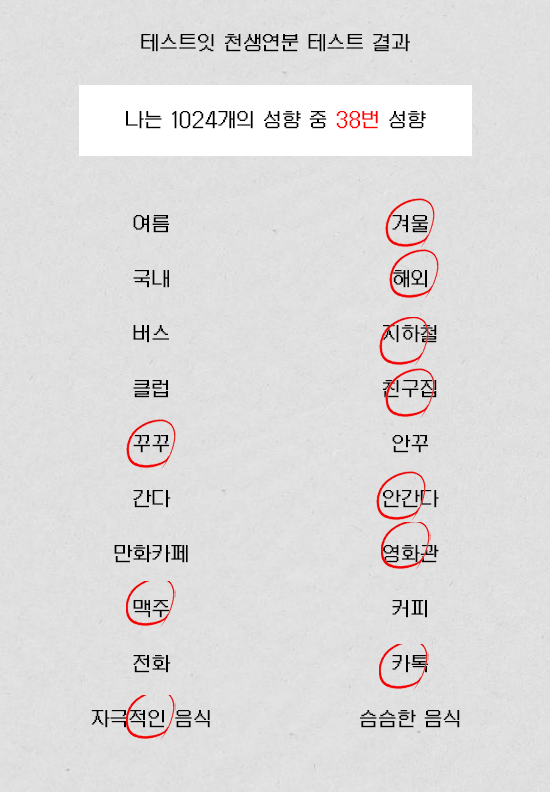 테스트잇 천생연분 테스트 결과
나는 1024개의 성향 중 38번 성향
여름 겨울
국내 해외
버스 지하철
클럽 친구집
꾸꾸 안꾸
간다 안간다
만화카페 영화관
맥주 커피
전화 카톡
자극적인 음식 슴슴한 음식